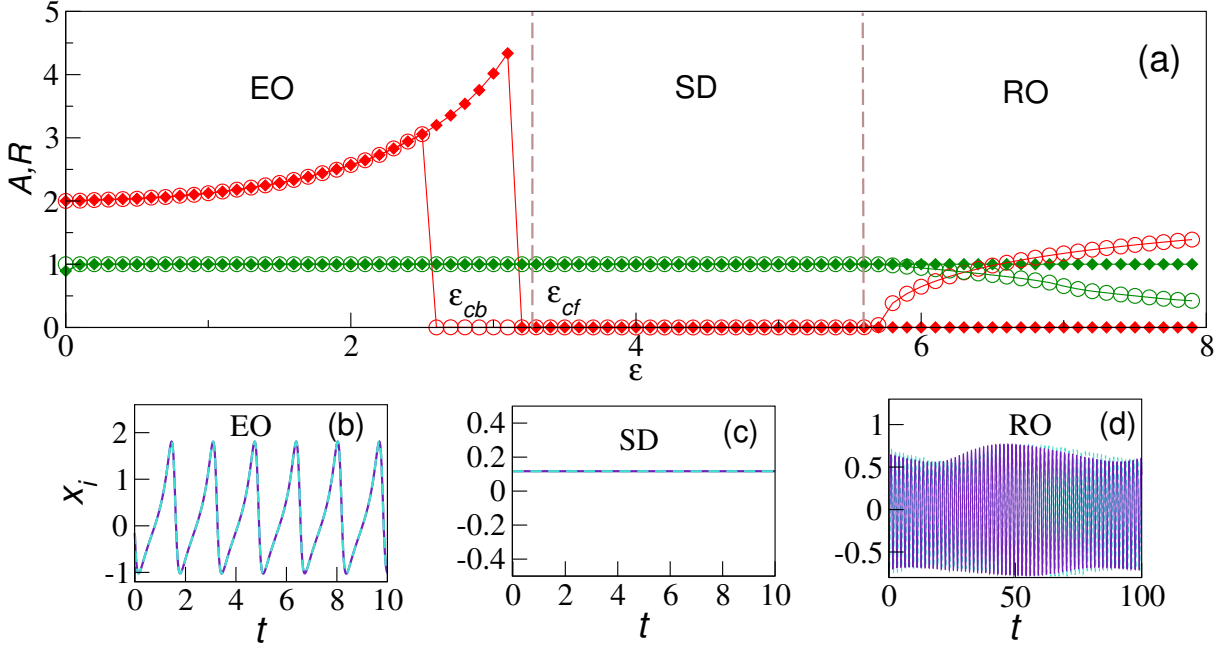 5
(a)
EO SD RO
4
3
A,R
2
1
ε_cb ε_cf
0
0 2 4 6 8
ε
2 EO (b)
1
x_i
0
-1
0 2 4 6 8 10
t
0.4 SD (c)
0.2
0
-0.2
-0.4
0 2 4 6 8 10
t
1 RO (d)
0.5
0
-0.5
0 50 100
t